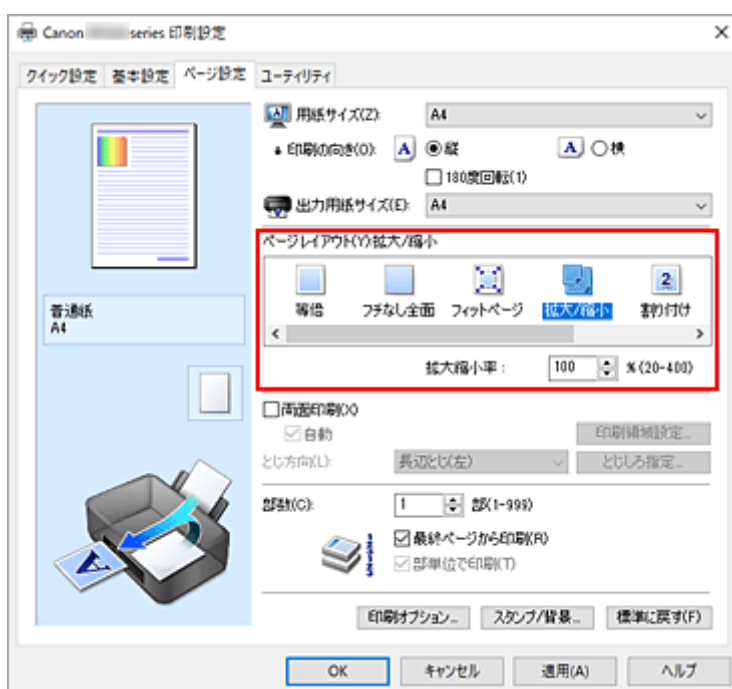 Canon series 印刷設定
クイック設定 基本設定 ページ設定 ユーティリティ
用紙サイズ(Z): A4
印刷の向き(O): A 縦 A 横
180度回転(1)
出力用紙サイズ(E): A4
ページレイアウト(Y):拡大/縮小
等倍 フチなし全面 フィットページ 拡大/縮小 2 割り付け
拡大縮小率: 100 %(20-400)
普通紙
A4
両面印刷(X)
自動 印刷領域設定...
とじ方向(L): 長辺とじ(左) とじしろ指定...
部数(C): 1 部(1-999)
最終ページから印刷(R)
部単位で印刷(T)
印刷オプション... スタンプ/背景... 標準に戻す(F)
OK キャンセル 適用(A) ヘルプ